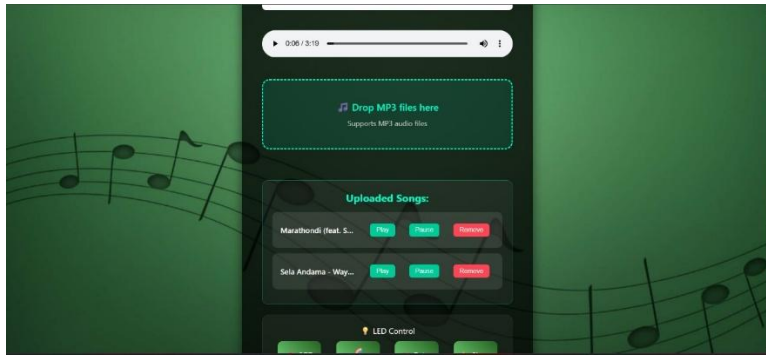 0:06 / 3:19
Drop MP3 files here
Supports MP3 audio files
Uploaded Songs:
Marathondi (feat. S... Play Pause Remove
Sela Andama - Way... Play Pause Remove
LED Control